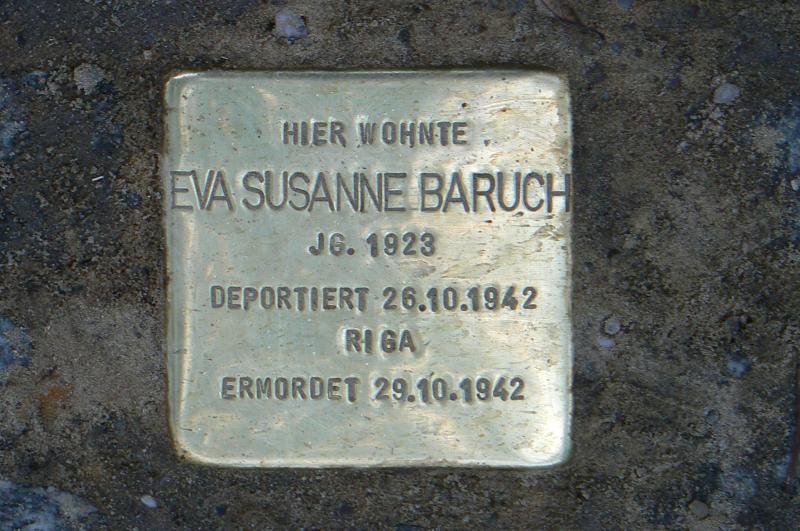 HIER WOHNTE
EVA SUSANNE BARUCH
JG. 1923
DEPORTIERT 26.10.1942
RIGA
ERMORDET 29.10.1942